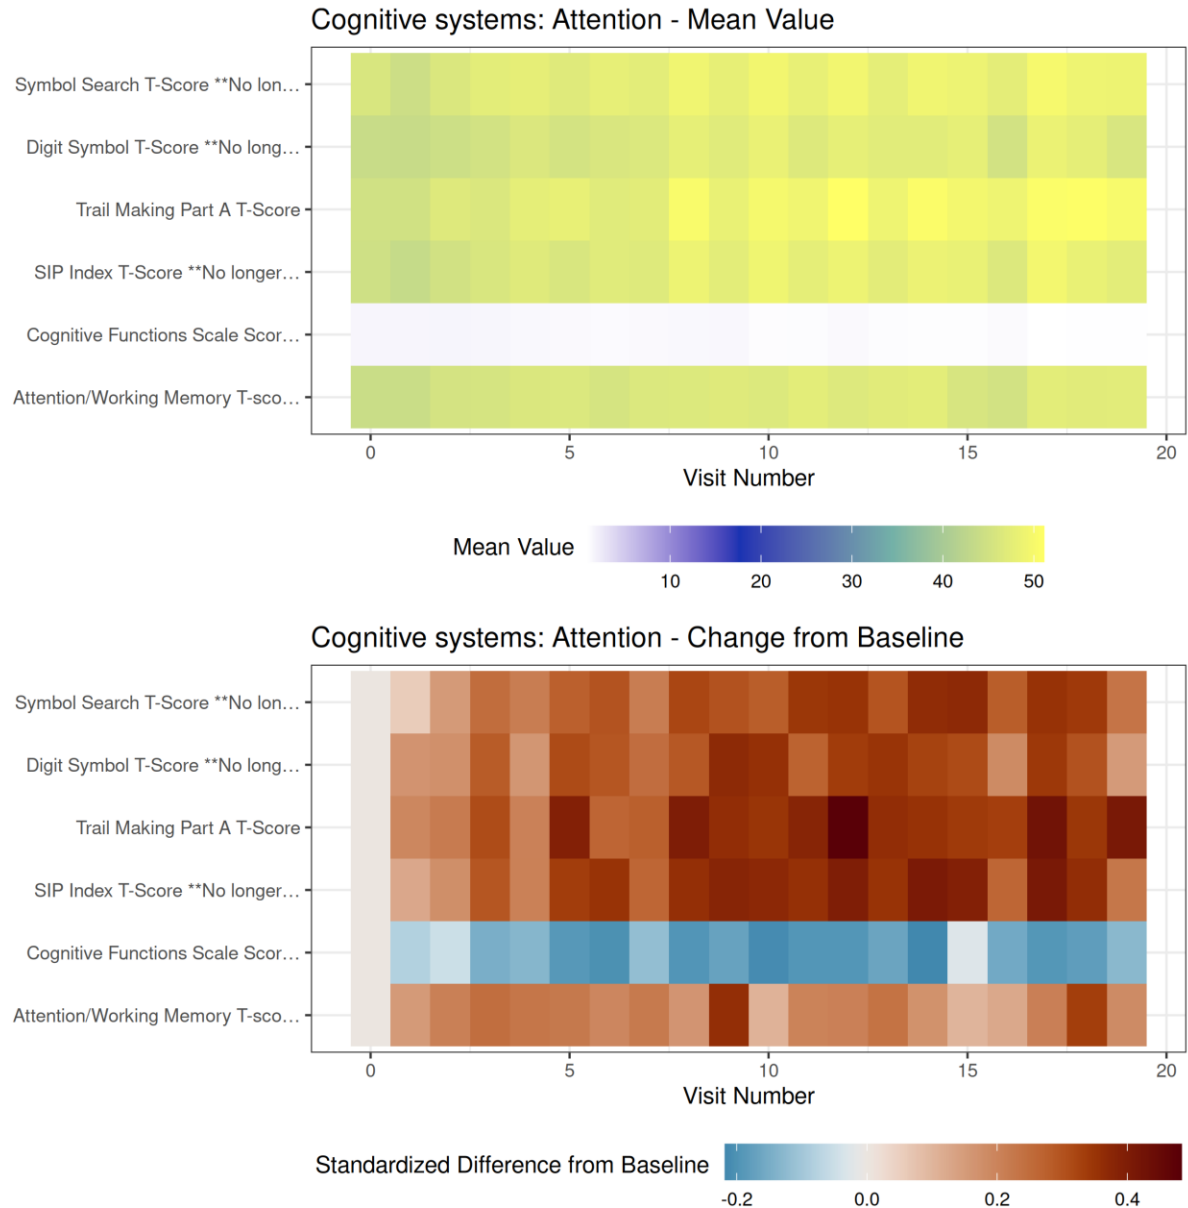 Cognitive systems: Attention - Mean Value
Symbol Search T-Score **No lon…
Digit Symbol T-Score **No long…
Trail Making Part A T-Score
SIP Index T-Score **No longer…
Cognitive Functions Scale Scor…
Attention/Working Memory T-sco…
0 5 10 15 20
Visit Number
Mean Value
10 20 30 40 50
Cognitive systems: Attention - Change from Baseline
Symbol Search T-Score **No lon…
Digit Symbol T-Score **No long…
Trail Making Part A T-Score
SIP Index T-Score **No longer…
Cognitive Functions Scale Scor…
Attention/Working Memory T-sco…
0 5 10 15 20
Visit Number
Standardized Difference from Baseline
-0.2 0.0 0.2 0.4